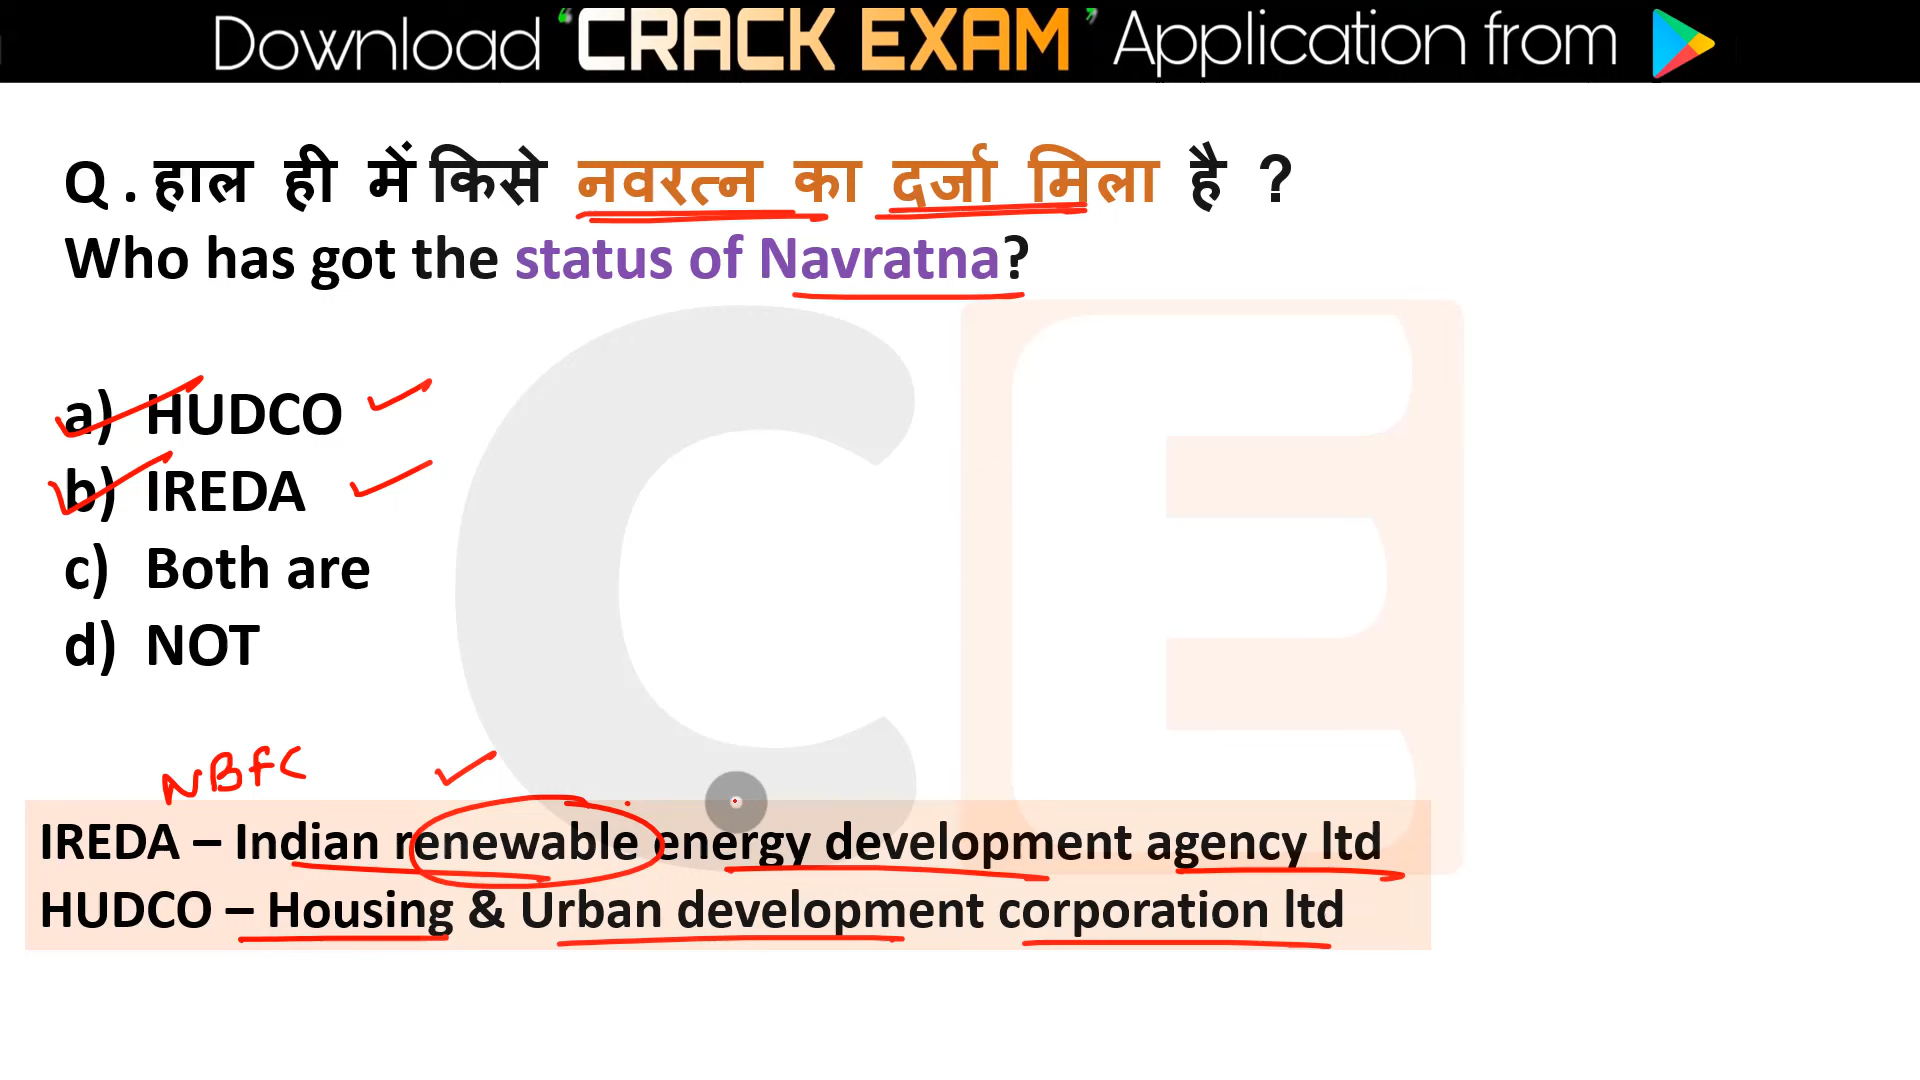 Download “CRACK EXAM” Application from
Q . हाल ही में किसे नवरत्न का दर्जा मिला है ?
Who has got the status of Navratna?
a) HUDCO
b) IREDA
c) Both are
d) NOT
NBFC
IREDA – Indian renewable energy development agency ltd
HUDCO – Housing & Urban development corporation ltd
CE